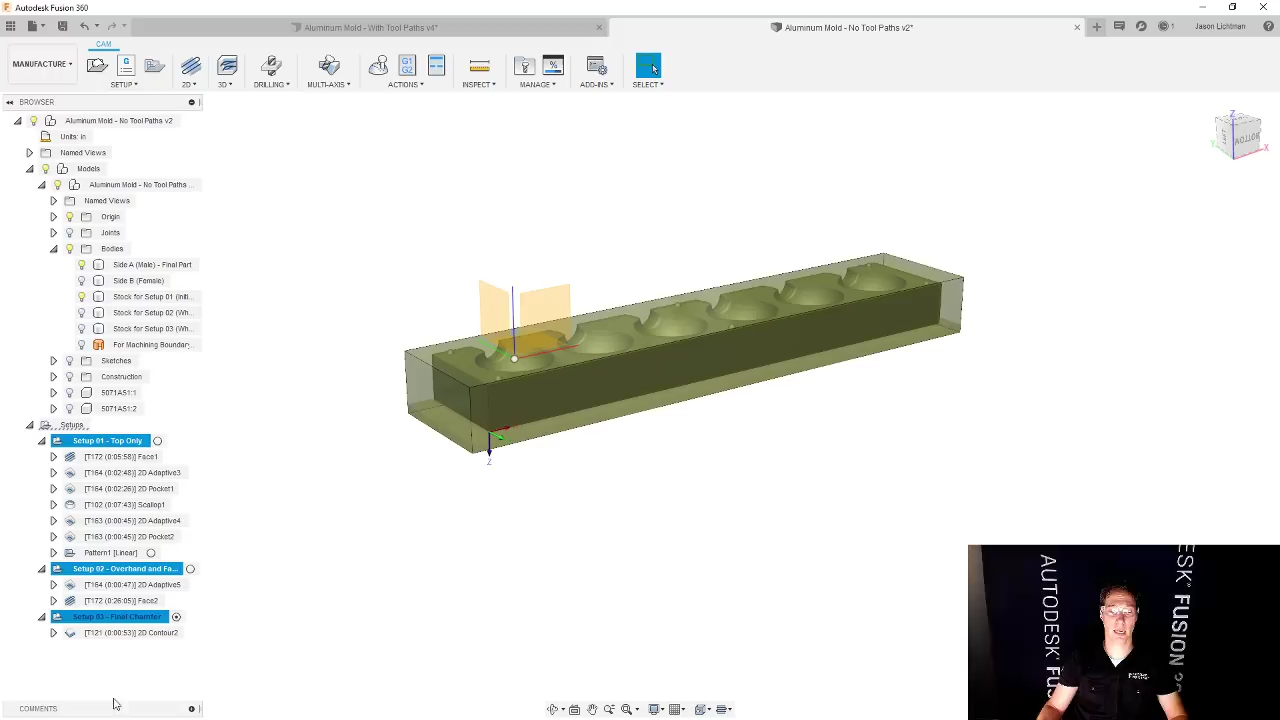 Autodesk Fusion 360
Aluminum Mold - With Tool Paths v4*
Aluminum Mold - No Tool Paths v2*
1
Jason Lichtman
CAM
MANUFACTURE
G1
G2
SETUP
2D
3D
DRILLING
MULTI-AXIS
ACTIONS
INSPECT
MANAGE
ADD-INS
SELECT
BROWSER
Aluminum Mold - No Tool Paths v2
Units: in
Named Views
Models
Aluminum Mold - No Tool Paths ...
Named Views
Origin
Joints
Bodies
Side A (Male) - Final Part
Side B (Female)
Stock for Setup 01 (Initi...
Stock for Setup 02 (Wh...
Stock for Setup 03 (Wh...
For Machining Boundary...
Sketches
Construction
5071A51:1
5071A51:2
Setups
Setup 01 - Top Only
[T172 (0:05:58)] Face1
[T164 (0:02:48)] 2D Adaptive3
[T164 (0:02:26)] 2D Pocket1
[T102 (0:07:43)] Scallop1
[T163 (0:00:45)] 2D Adaptive4
[T163 (0:00:45)] 2D Pocket2
Pattern1 [Linear]
Setup 02 - Overhand and Fa...
[T164 (0:00:47)] 2D Adaptive5
[T172 (0:26:05)] Face2
Setup 03 - Final Chamfer
[T121 (0:00:53)] 2D Contour2
COMMENTS
Z
Z
X
Y
BOTTOM
AUTODESK' FUS
DESK' FUSION